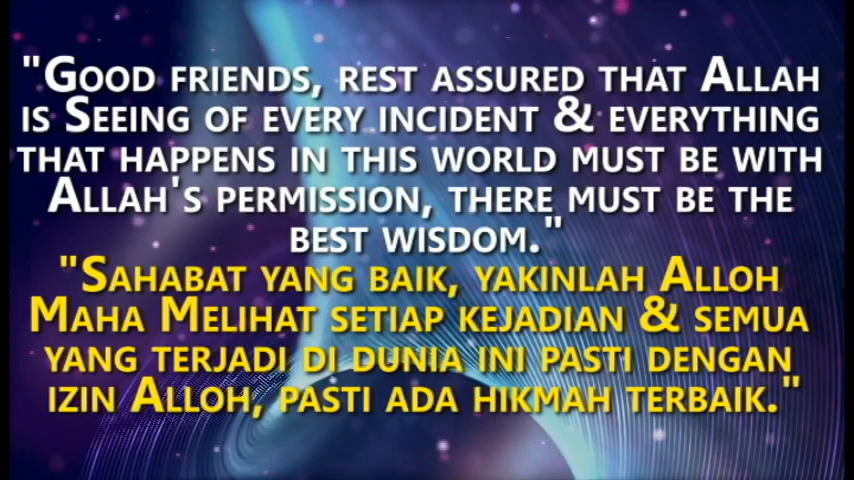 "Good friends, rest assured that Allah
is Seeing of every incident & everything
that happens in this world must be with
Allah's permission, there must be the
best wisdom."
"Sahabat yang baik, yakinlah Alloh
Maha Melihat setiap kejadian & semua
yang terjadi di dunia ini pasti dengan
izin Alloh, pasti ada hikmah terbaik."